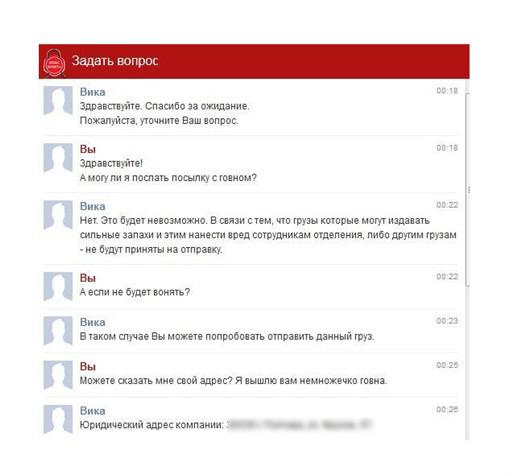 Задать вопрос
Вика 00:18
Здравствуйте. Спасибо за ожидание.
Пожалуйста, уточните Ваш вопрос.
Вы 00:18
Здравствуйте!
А могу ли я послать посылку с говном?
Вика 00:22
Нет. Это будет невозможно. В связи с тем, что грузы которые могут издавать
сильные запахи и этим нанести вред сотрудникам отделения, либо другим грузам
- не будут приняты на отправку.
Вы 00:22
А если не будет вонять?
Вика 00:23
В таком случае Вы можете попробовать отправить данный груз.
Вы 00:25
Можете сказать мне свой адрес? Я вышлю вам немножечко говна.
Вика 00:26
Юридический адрес компании: